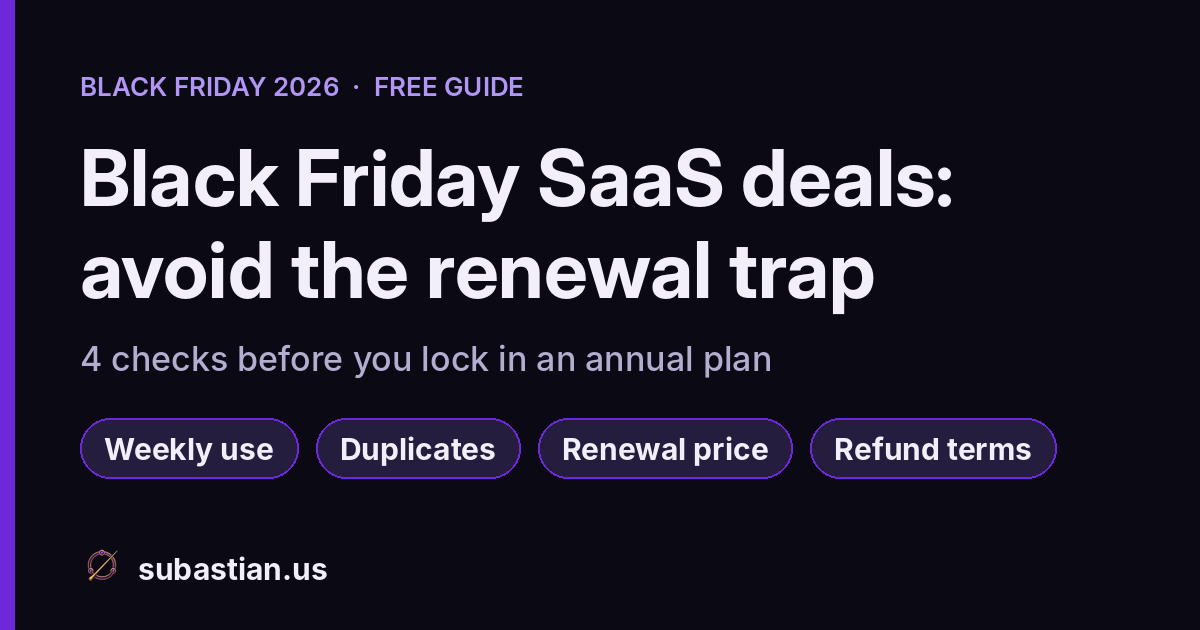 BLACK FRIDAY 2026 · FREE GUIDE
Black Friday SaaS deals:
avoid the renewal trap
4 checks before you lock in an annual plan
Weekly use Duplicates Renewal price Refund terms
subastian.us